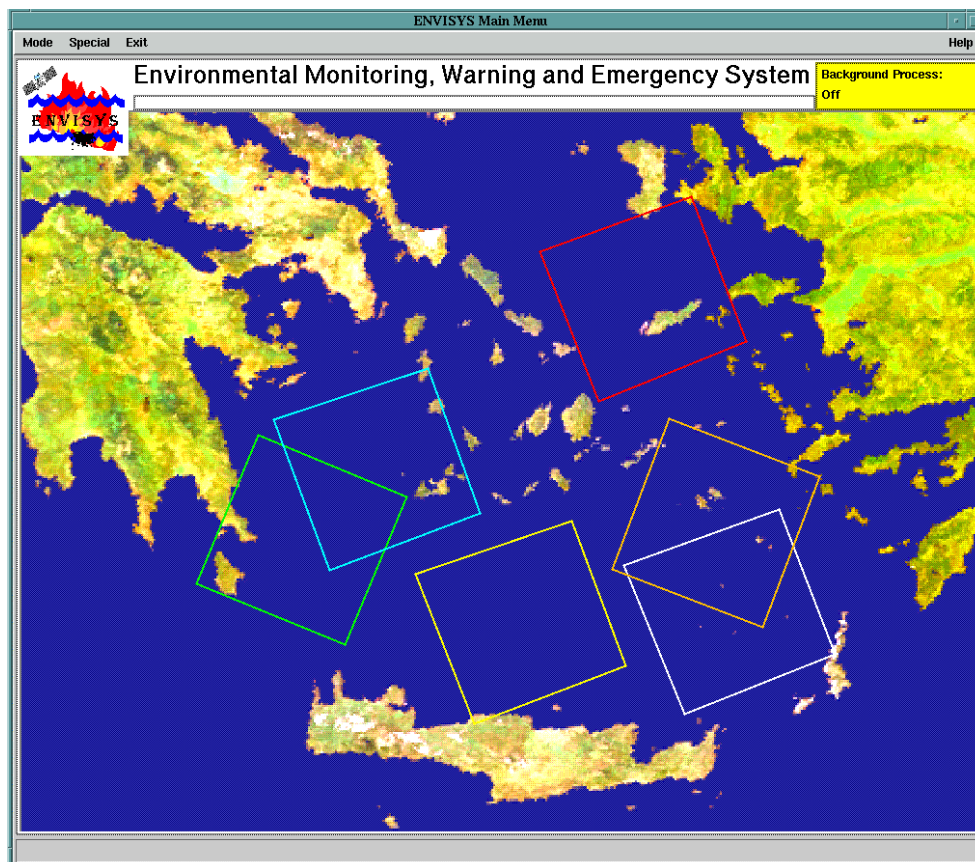 ENVISYS Main Menu
Mode Special Exit Help
Environmental Monitoring, Warning and Emergency System
Background Process:
Off
ENVISYS